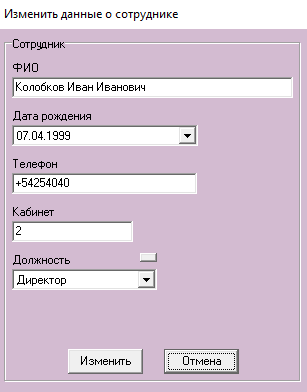 Изменить данные о сотруднике
Сотрудник
ФИО
Колобков Иван Иванович
Дата рождения
07.04.1999
Телефон
+54254040
Кабинет
2
Должность
Директор
Изменить Отмена